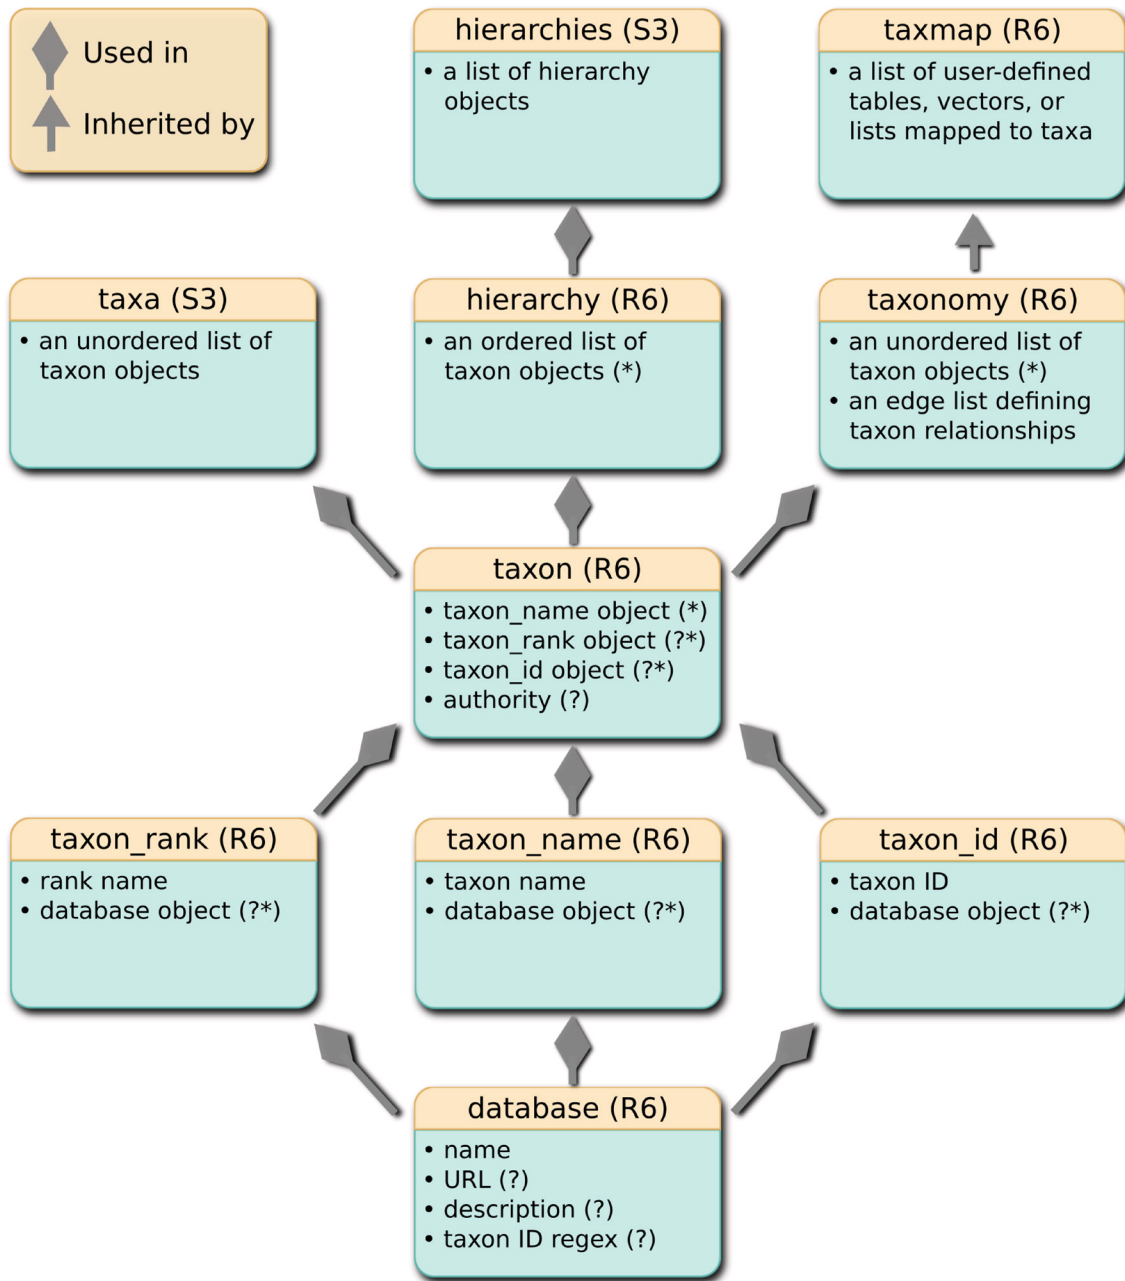 Used in
Inherited by
hierarchies (S3)
• a list of hierarchy
objects
taxmap (R6)
• a list of user-defined
tables, vectors, or
lists mapped to taxa
taxa (S3)
• an unordered list of
taxon objects
hierarchy (R6)
• an ordered list of
taxon objects (*)
taxonomy (R6)
• an unordered list of
taxon objects (*)
• an edge list defining
taxon relationships
taxon (R6)
• taxon_name object (*)
• taxon_rank object (?*)
• taxon_id object (?*)
• authority (?)
taxon_rank (R6)
• rank name
• database object (?*)
taxon_name (R6)
• taxon name
• database object (?*)
taxon_id (R6)
• taxon ID
• database object (?*)
database (R6)
• name
• URL (?)
• description (?)
• taxon ID regex (?)